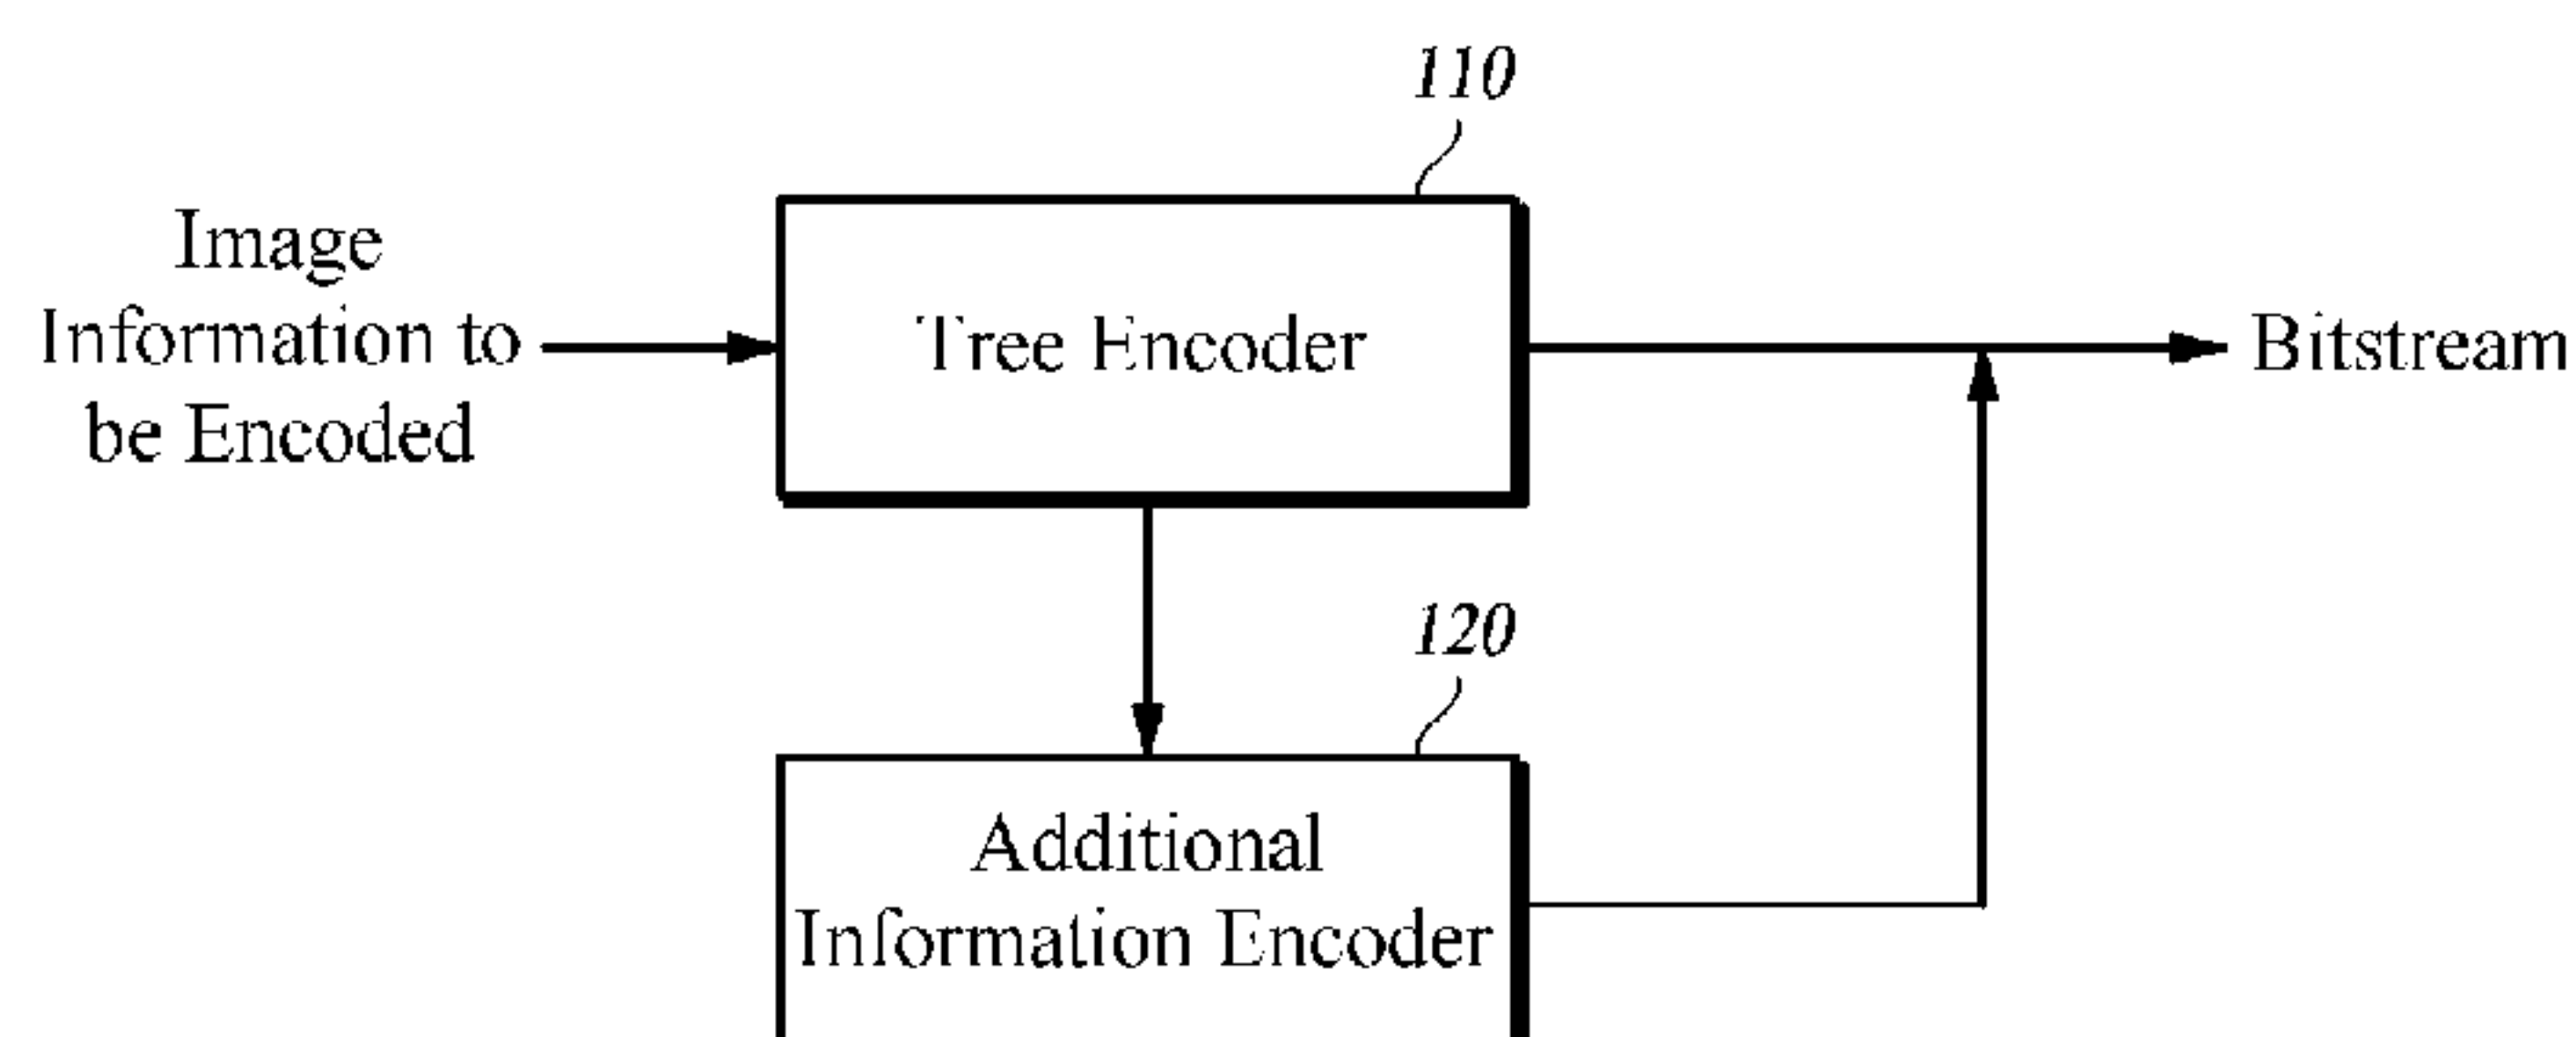 110
Image
Information to
be Encoded
Tree Encoder
Bitstream
120
Additional
Information Encoder